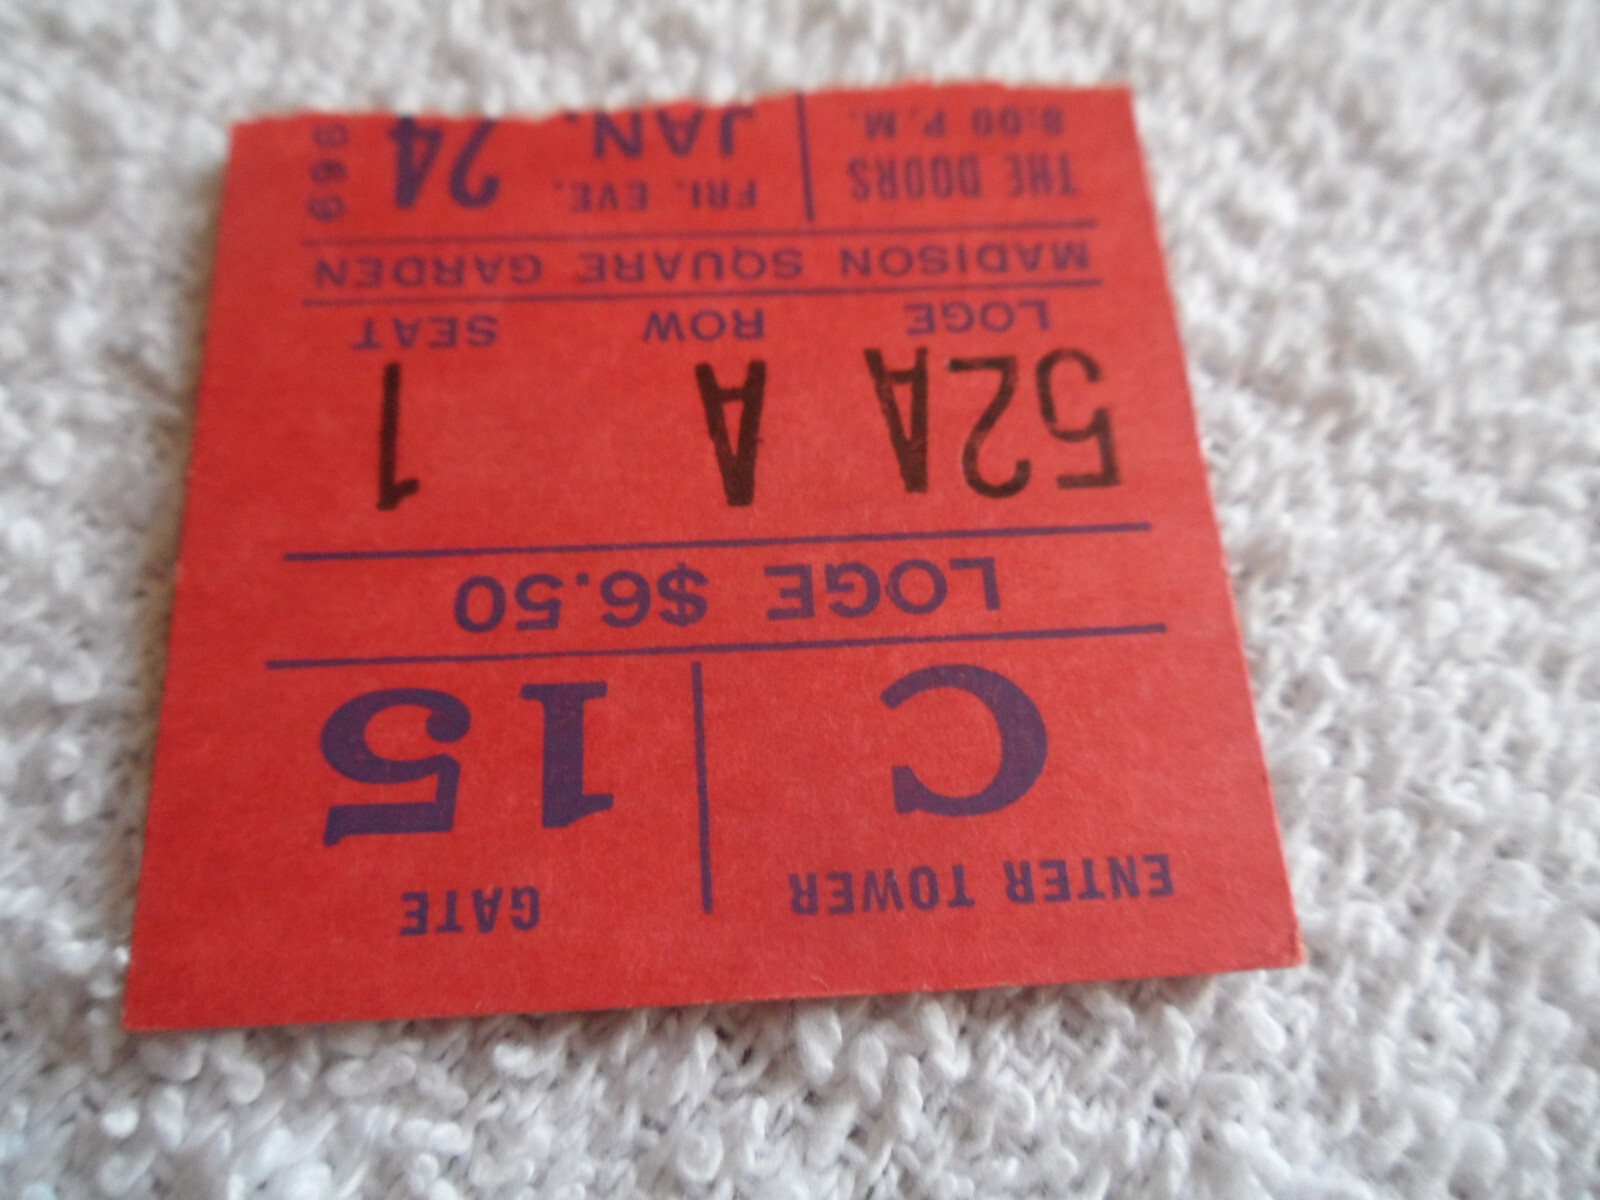 ENTER TOWER GATE
C 15
LOGE $6.50
52A A 1
LOGE ROW SEAT
MADISON SQUARE GARDEN
THE DOORS FRI. EVE. 24
8:00 P.M. JAN.